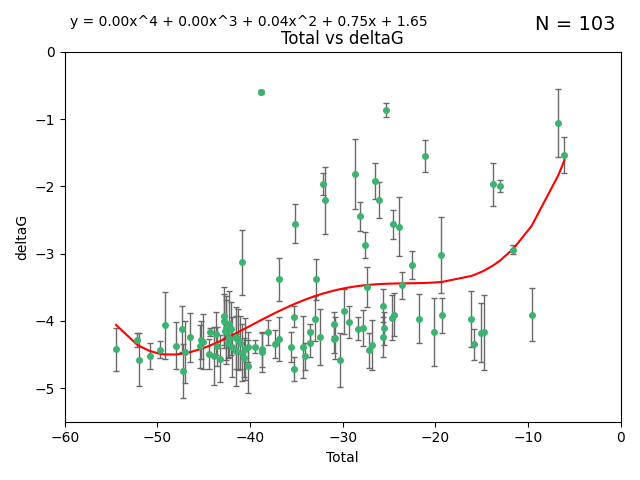 y = 0.00x^4 + 0.00x^3 + 0.04x^2 + 0.75x + 1.65
N = 103
Total vs deltaG
0
−1
−2
−3
−4
−5
deltaG
−60 −50 −40 −30 −20 −10 0
Total